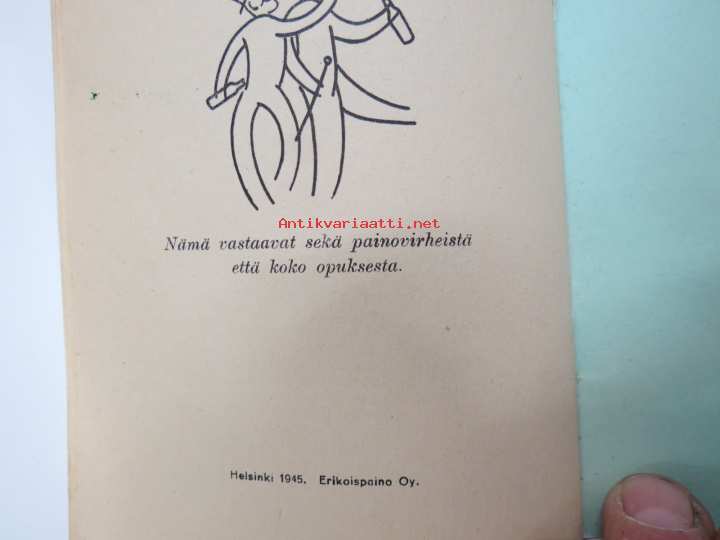 Antikvariaatti.net
Nämä vastaavat sekä painovirheistä
että koko opuksesta.
Helsinki 1945. Erikoispaino Oy.